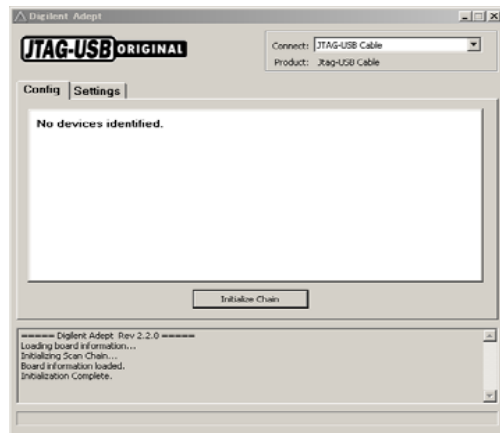 Digilent Adept
JTAG-USB ORIGINAL
Connect: JTAG-USB Cable
Product: Jtag-USB Cable
Config Settings
No devices identified.
Initialize Chain
===== Digilent Adept Rev 2.2.0 =====
Loading board information...
Initializing Scan Chain...
Board information loaded.
Initialization Complete.